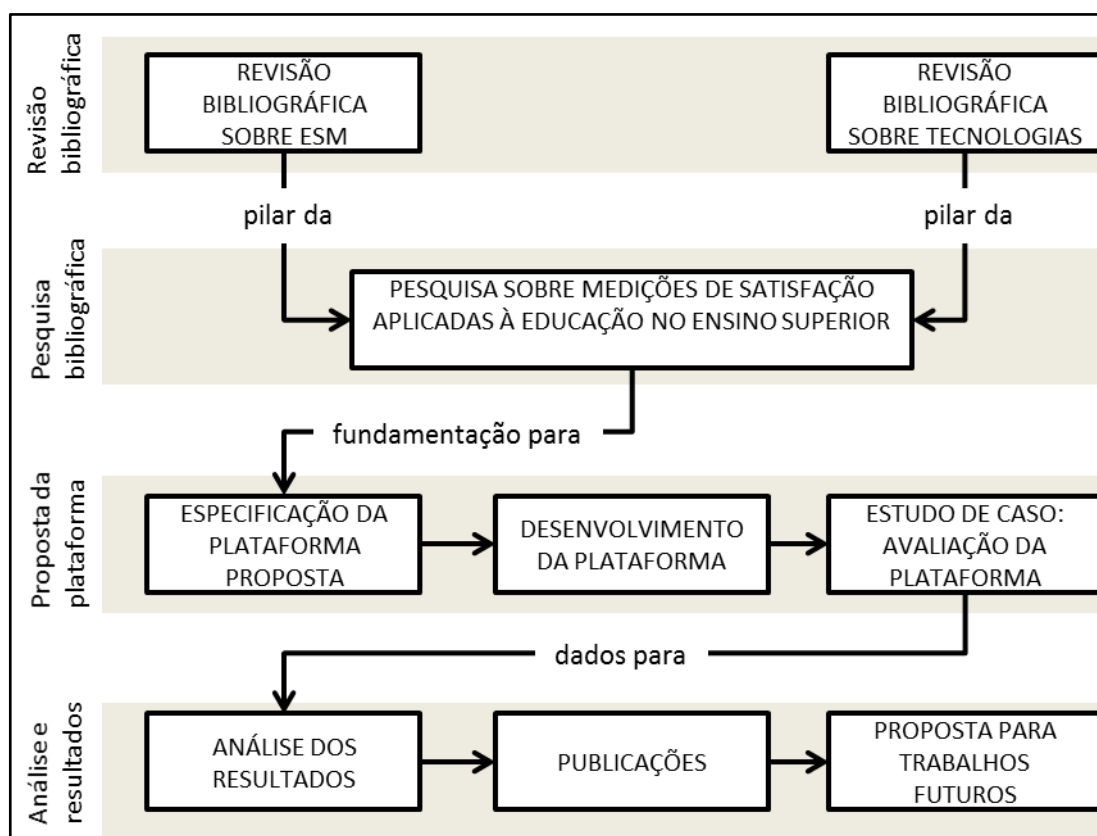 Revisão
bibliográfica
REVISÃO
BIBLIOGRÁFICA
SOBRE ESM
REVISÃO
BIBLIOGRÁFICA
SOBRE TECNOLOGIAS
pilar da
pilar da
Pesquisa
bibliográfica
PESQUISA SOBRE MEDIÇÕES DE SATISFAÇÃO
APLICADAS À EDUCAÇÃO NO ENSINO SUPERIOR
fundamentação para
Proposta da
plataforma
ESPECIFICAÇÃO DA
PLATAFORMA
PROPOSTA
DESENVOLVIMENTO
DA PLATAFORMA
ESTUDO DE CASO:
AVALIAÇÃO DA
PLATAFORMA
dados para
Análise e
resultados
ANÁLISE DOS
RESULTADOS
PUBLICAÇÕES
PROPOSTA PARA
TRABALHOS
FUTUROS